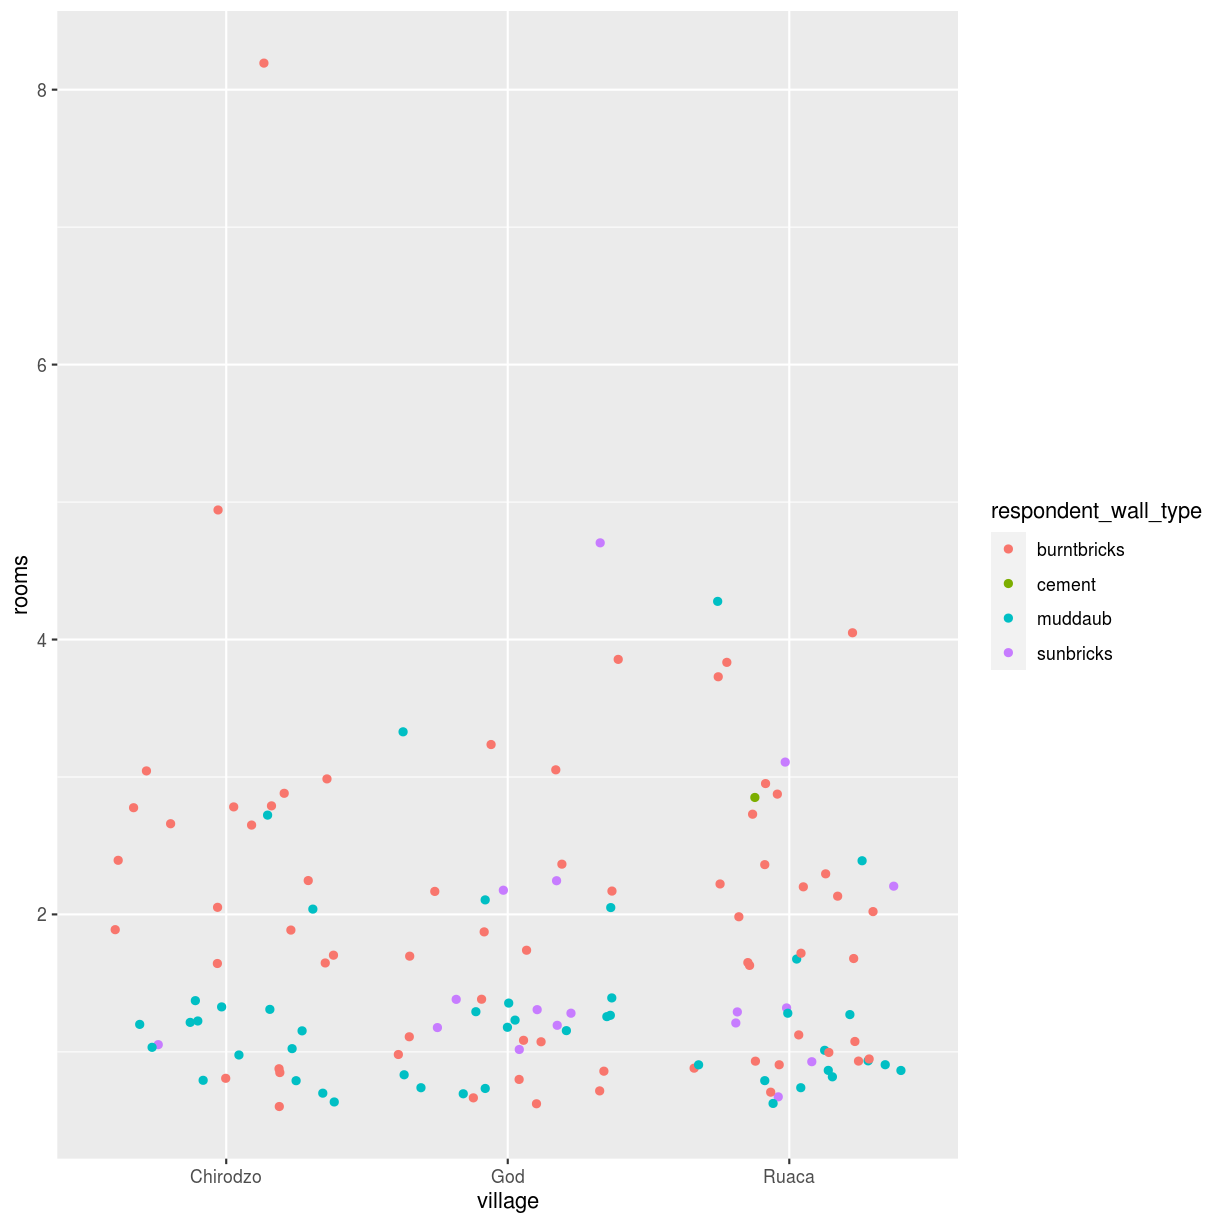 8
6
4
2
rooms
Chirodzo
God
Ruaca
village
respondent_wall_type
burntbricks
cement
muddaub
sunbricks